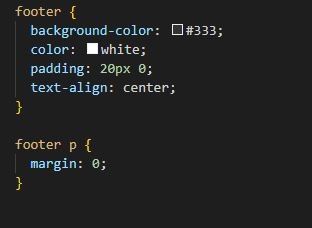 footer {
background-color: #333;
color: white;
padding: 20px 0;
text-align: center;
}
footer p {
margin: 0;
}